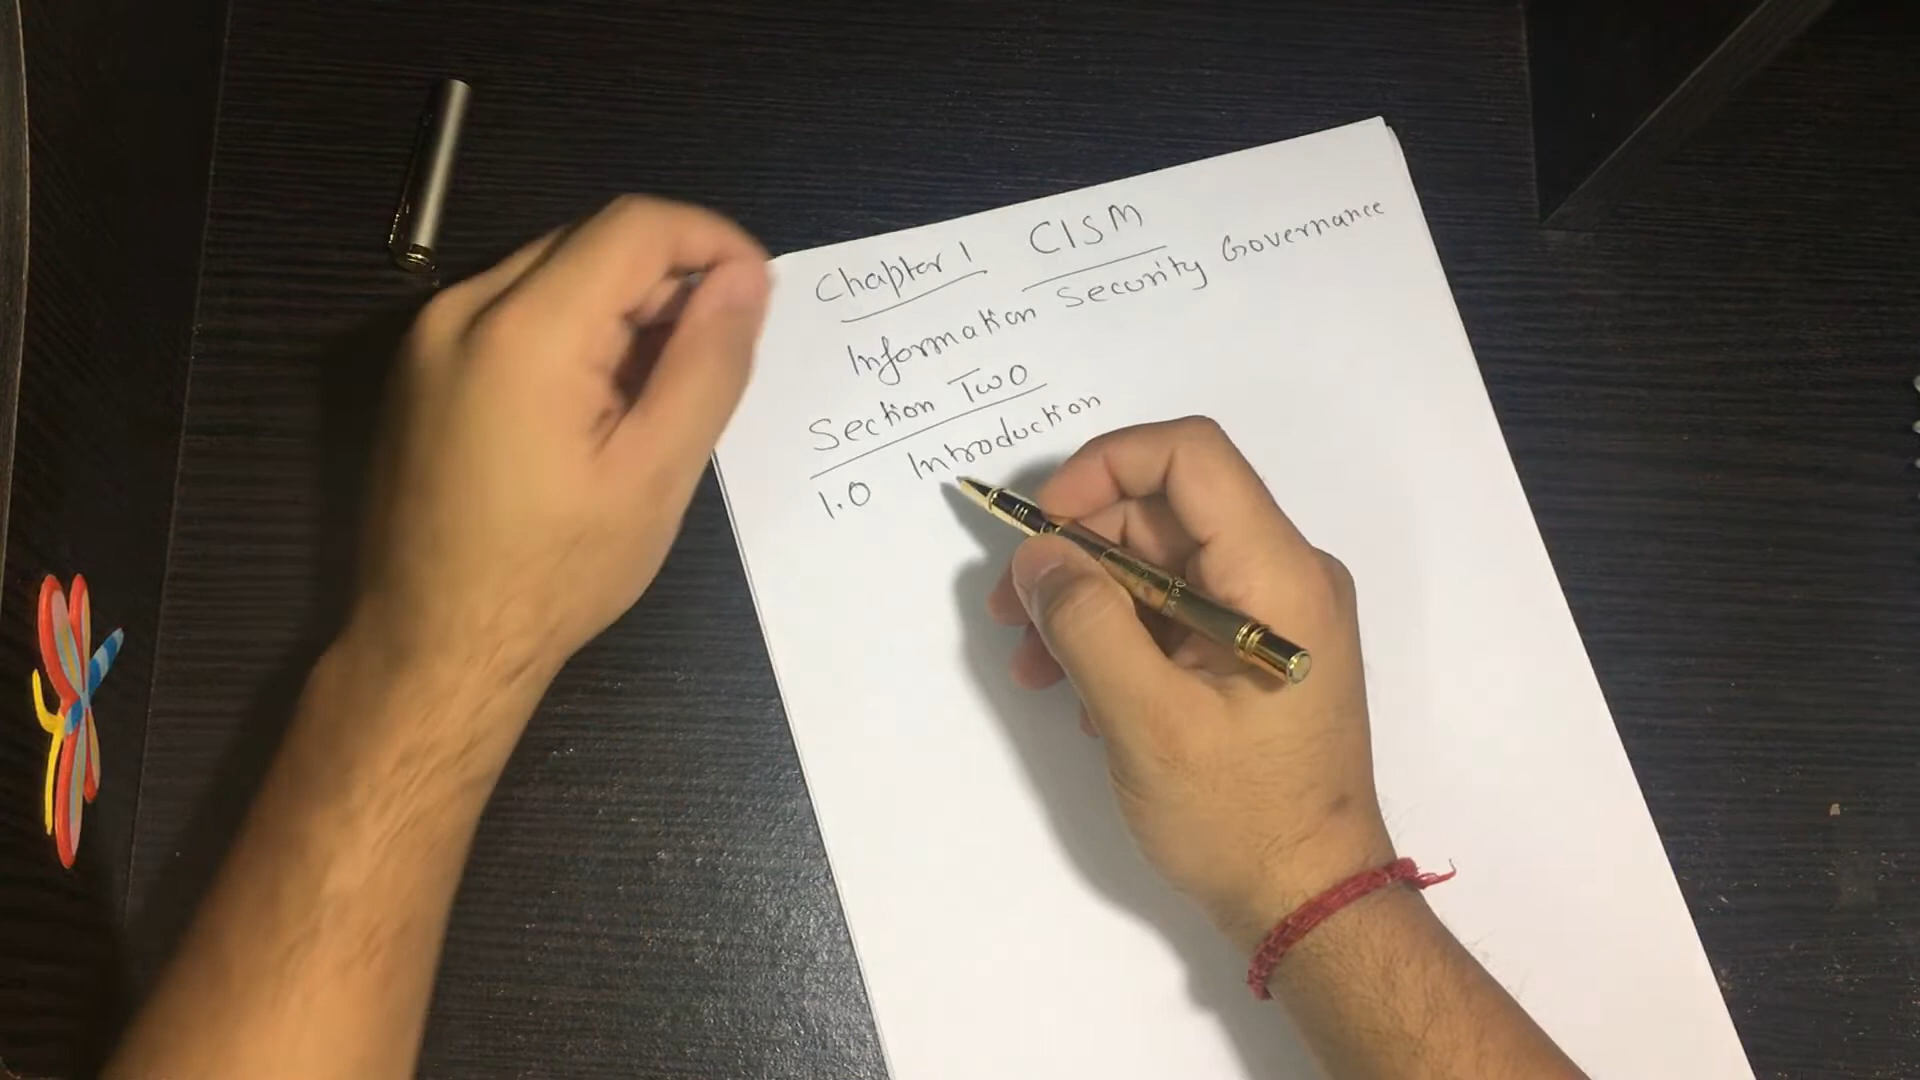 Chapter 1 CISM
Information Security Governance
Section Two
1.0 Introduction